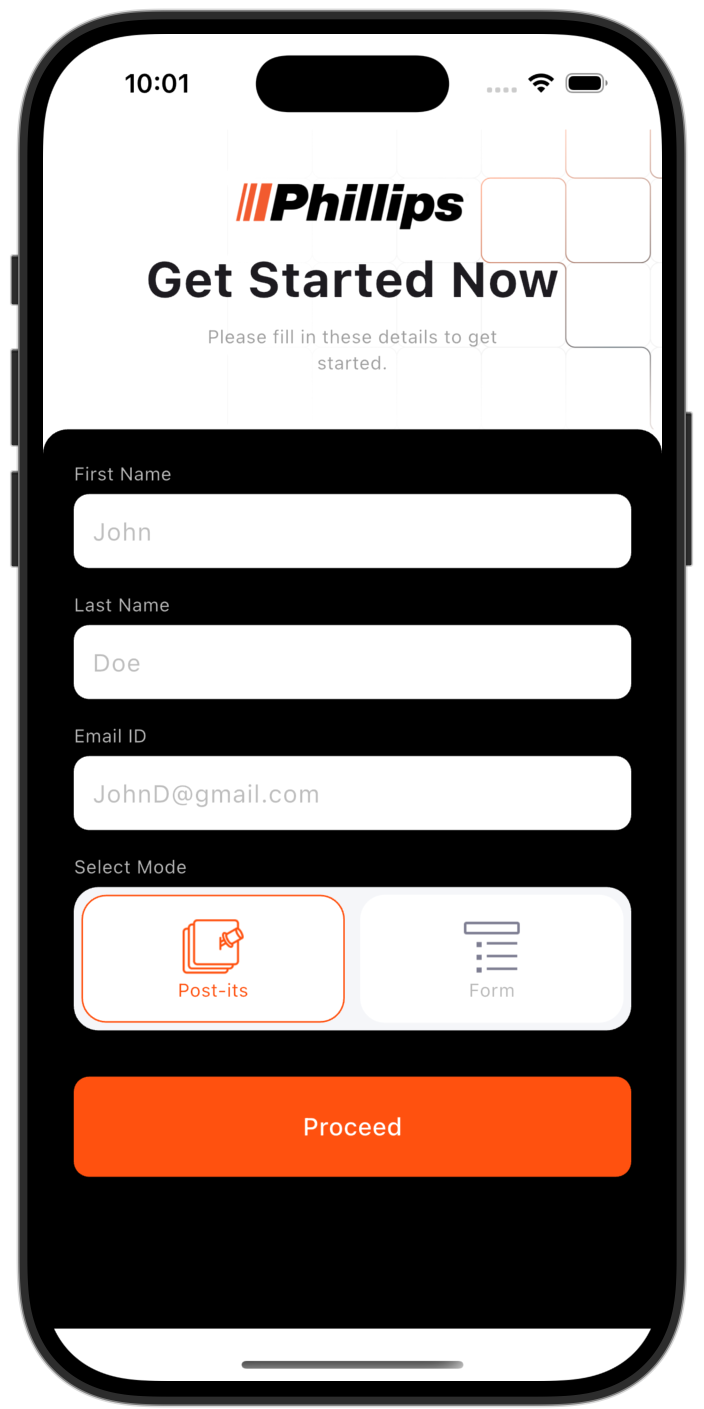 10:01
Phillips
Get Started Now
Please fill in these details to get
started.
First Name
John
Last Name
Doe
Email ID
JohnD@gmail.com
Select Mode
Post-its
Form
Proceed